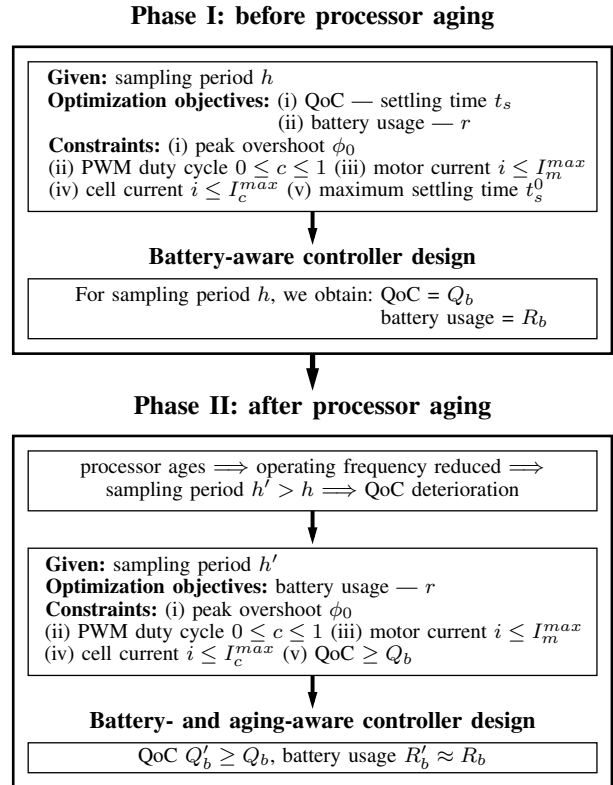 Phase I: before processor aging
Given: sampling period h
Optimization objectives: (i) QoC — settling time t_s
(ii) battery usage — r
Constraints: (i) peak overshoot ϕ_0
(ii) PWM duty cycle 0 ≤ c ≤ 1 (iii) motor current i ≤ I_m^{max}
(iv) cell current i ≤ I_c^{max} (v) maximum settling time t_s^0
Battery-aware controller design
For sampling period h, we obtain: QoC = Q_b
battery usage = R_b
Phase II: after processor aging
processor ages ⟹ operating frequency reduced ⟹
sampling period h′ > h ⟹ QoC deterioration
Given: sampling period h′
Optimization objectives: battery usage — r
Constraints: (i) peak overshoot ϕ_0
(ii) PWM duty cycle 0 ≤ c ≤ 1 (iii) motor current i ≤ I_m^{max}
(iv) cell current i ≤ I_c^{max} (v) QoC ≥ Q_b
Battery- and aging-aware controller design
QoC Q′_b ≥ Q_b, battery usage R′_b ≈ R_b